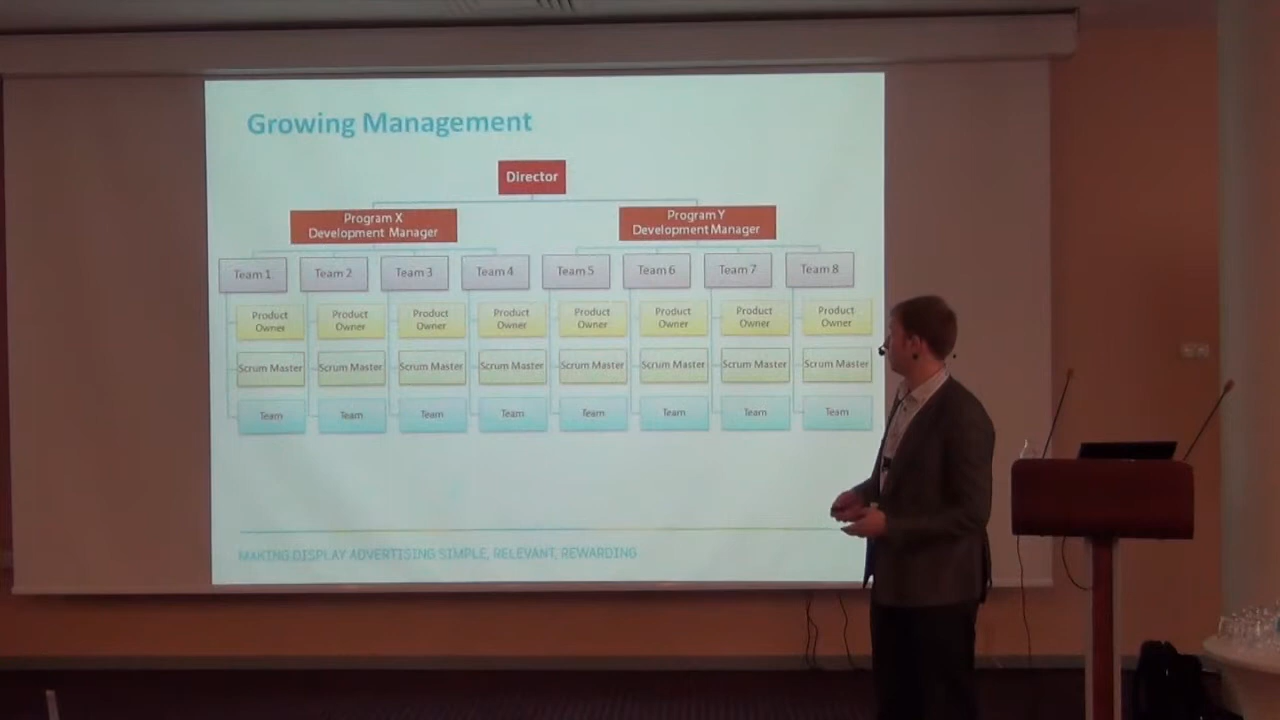 Growing Management
Director
Program X
Development Manager
Program Y
Development Manager
Team 1
Team 2
Team 3
Team 4
Team 5
Team 6
Team 7
Team 8
Product
Owner
Product
Owner
Product
Owner
Product
Owner
Product
Owner
Product
Owner
Product
Owner
Product
Owner
Scrum Master
Scrum Master
Scrum Master
Scrum Master
Scrum Master
Scrum Master
Scrum Master
Scrum Master
Team
Team
Team
Team
Team
Team
Team
Team
MAKING DISPLAY ADVERTISING SIMPLE, RELEVANT, REWARDING